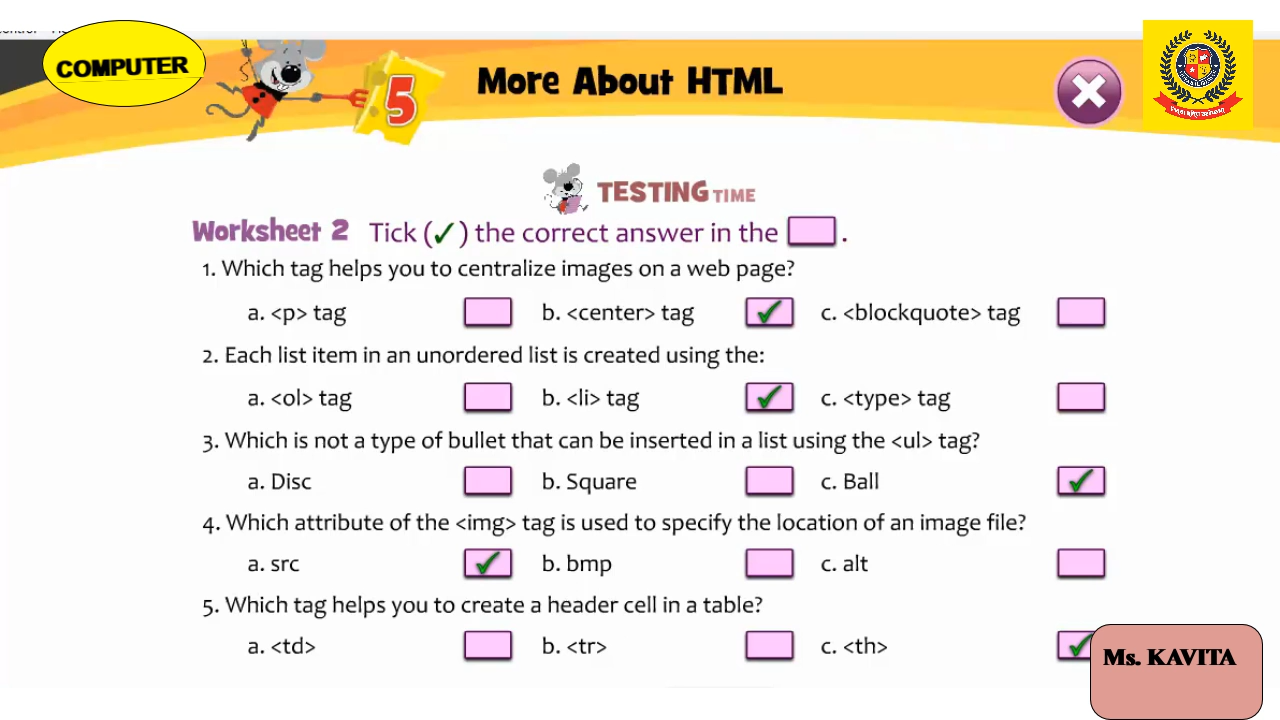 COMPUTER
5
More About HTML
TESTING TIME
Worksheet 2 Tick (✓) the correct answer in the .
1. Which tag helps you to centralize images on a web page?
a. <p> tag b. <center> tag ✓ c. <blockquote> tag
2. Each list item in an unordered list is created using the:
a. <ol> tag b. <li> tag ✓ c. <type> tag
3. Which is not a type of bullet that can be inserted in a list using the <ul> tag?
a. Disc b. Square c. Ball ✓
4. Which attribute of the <img> tag is used to specify the location of an image file?
a. src ✓ b. bmp c. alt
5. Which tag helps you to create a header cell in a table?
a. <td> b. <tr> c. <th> ✓
Ms. KAVITA